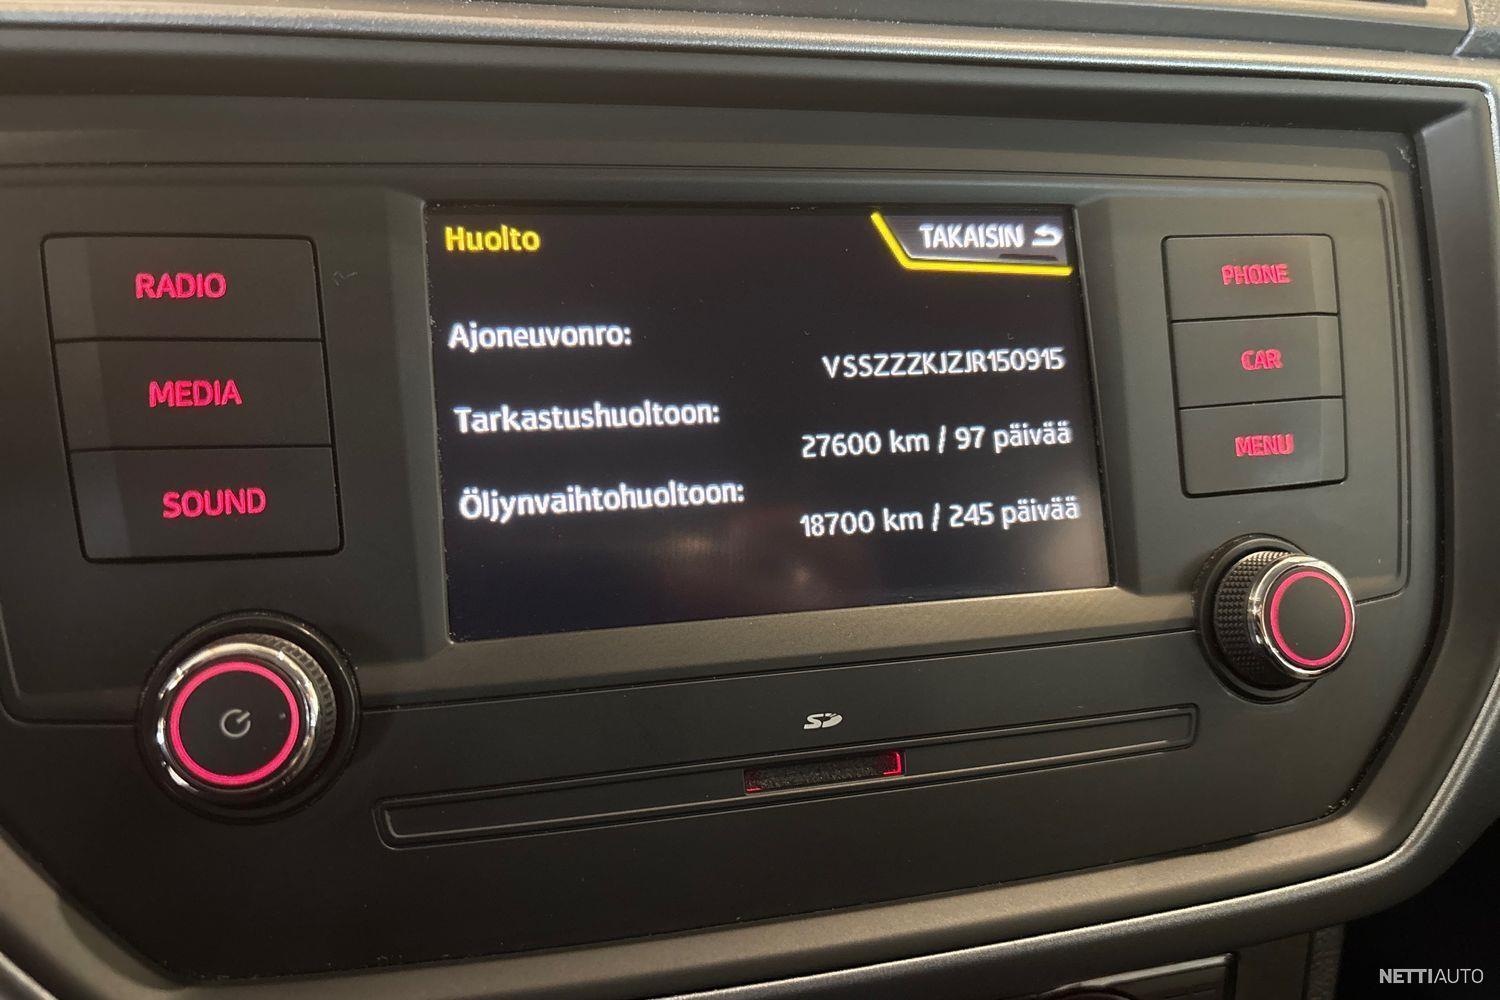 Huolto
TAKAISIN
RADIO
PHONE
Ajoneuvonro:
VSSZZZKJZJR150915
MEDIA
CAR
Tarkastushuoltoon:
27600 km / 97 päivää
MENU
SOUND
Öljynvaihtohuoltoon:
18700 km / 245 päivää
SD
NETTIAUTO